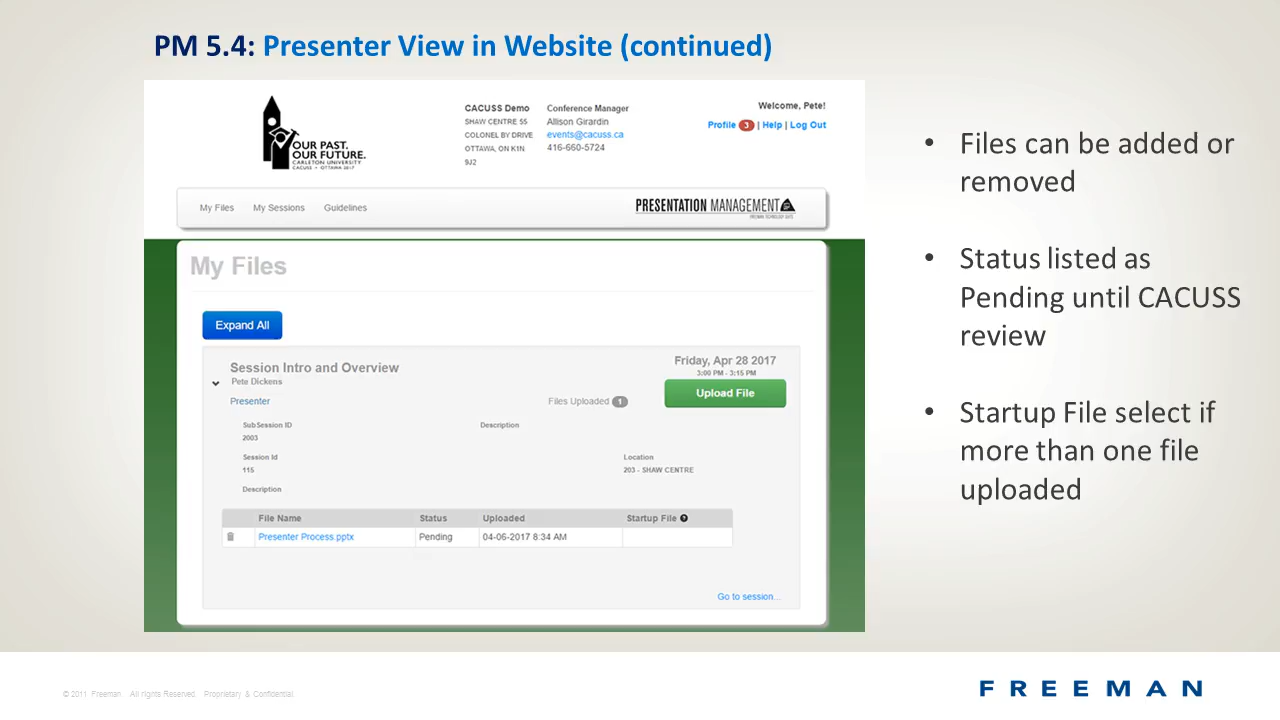 PM 5.4: Presenter View in Website (continued)
OUR PAST.
OUR FUTURE.
CARLETON UNIVERSITY
CACUSS • OTTAWA 2017
CACUSS Demo
SHAW CENTRE 55
COLONEL BY DRIVE
OTTAWA, ON K1N
9J2
Conference Manager
Allison Girardin
events@cacuss.ca
416-660-5724
Welcome, Pete!
Profile 3 | Help | Log Out
My Files My Sessions Guidelines
PRESENTATION MANAGEMENT
My Files
Expand All
Session Intro and Overview
Pete Dickens
Presenter
Files Uploaded 1
Friday, Apr 28 2017
3:00 PM - 3:15 PM
Upload File
SubSession ID
2003
Description
Session Id
115
Location
203 - SHAW CENTRE
Description
File Name Status Uploaded Startup File ?
Presenter Process.pptx Pending 04-06-2017 8:34 AM
Go to session...
• Files can be added or
removed
• Status listed as
Pending until CACUSS
review
• Startup File select if
more than one file
uploaded
© 2011 Freeman. All rights Reserved. Proprietary & Confidential.
FREEMAN